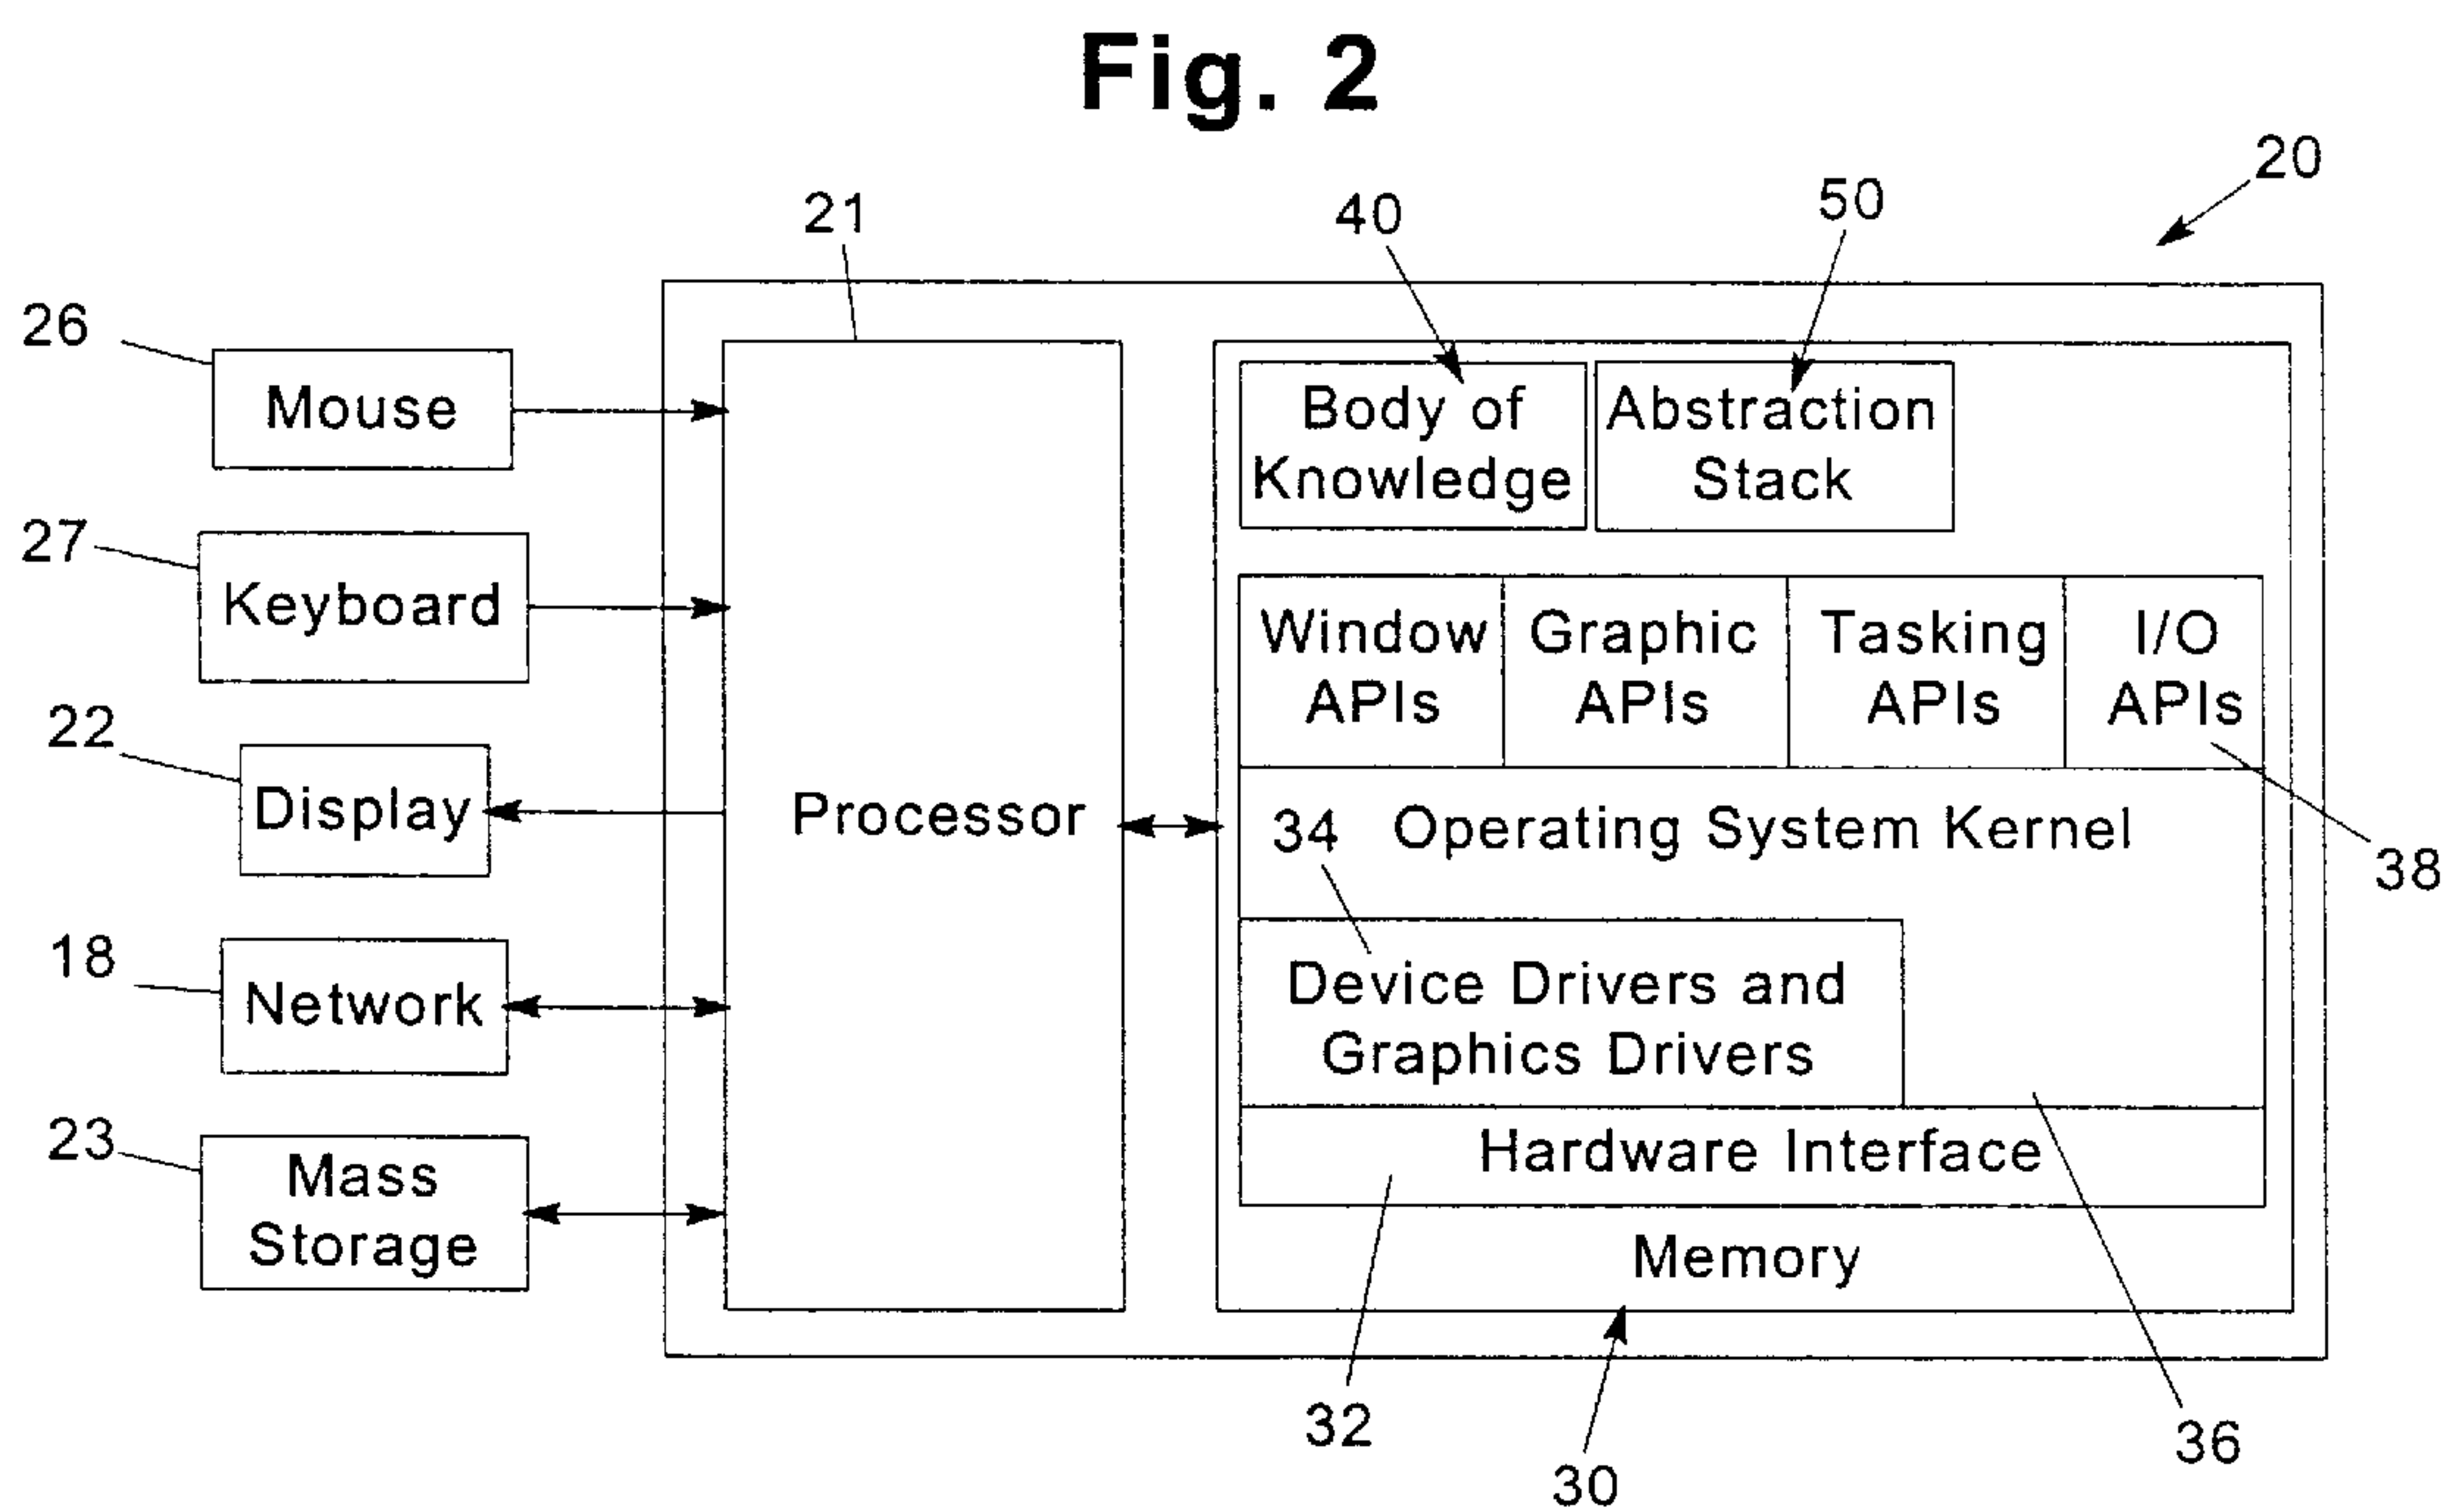 Fig. 2
20
21
40
50
26
Mouse
Body of
Knowledge
Abstraction
Stack
27
Keyboard
Window
APIs
Graphic
APIs
Tasking
APIs
I/O
APIs
22
Display
Processor
34
Operating System Kernel
38
18
Network
Device Drivers and
Graphics Drivers
23
Mass
Storage
Hardware Interface
Memory
32
30
36